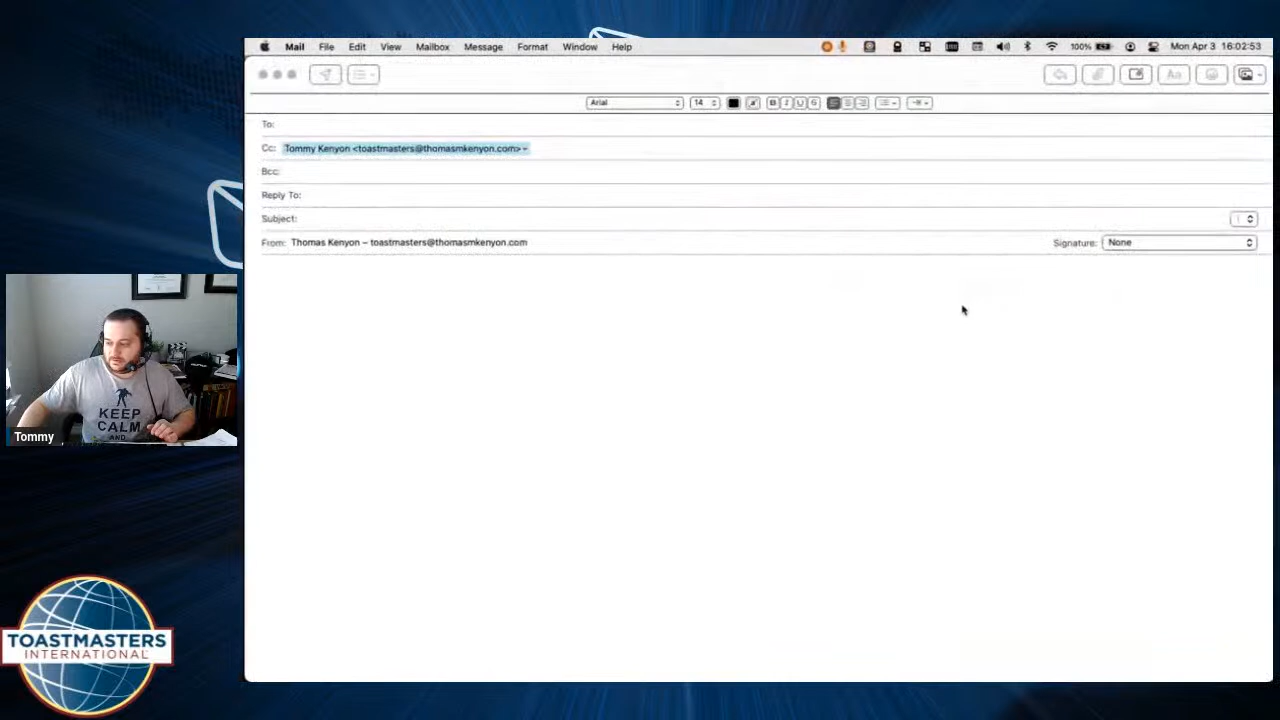 Mail File Edit View Mailbox Message Format Window Help 100% Mon Apr 3 16:02:53
Arial 14 B I U S
To:
Cc: Tommy Kenyon <toastmasters@thomasmkenyon.com>
Bcc:
Reply To:
Subject:
From: Thomas Kenyon – toastmasters@thomasmkenyon.com Signature: None
KEEP
CALM
AND
Tommy
TOASTMASTERS
INTERNATIONAL